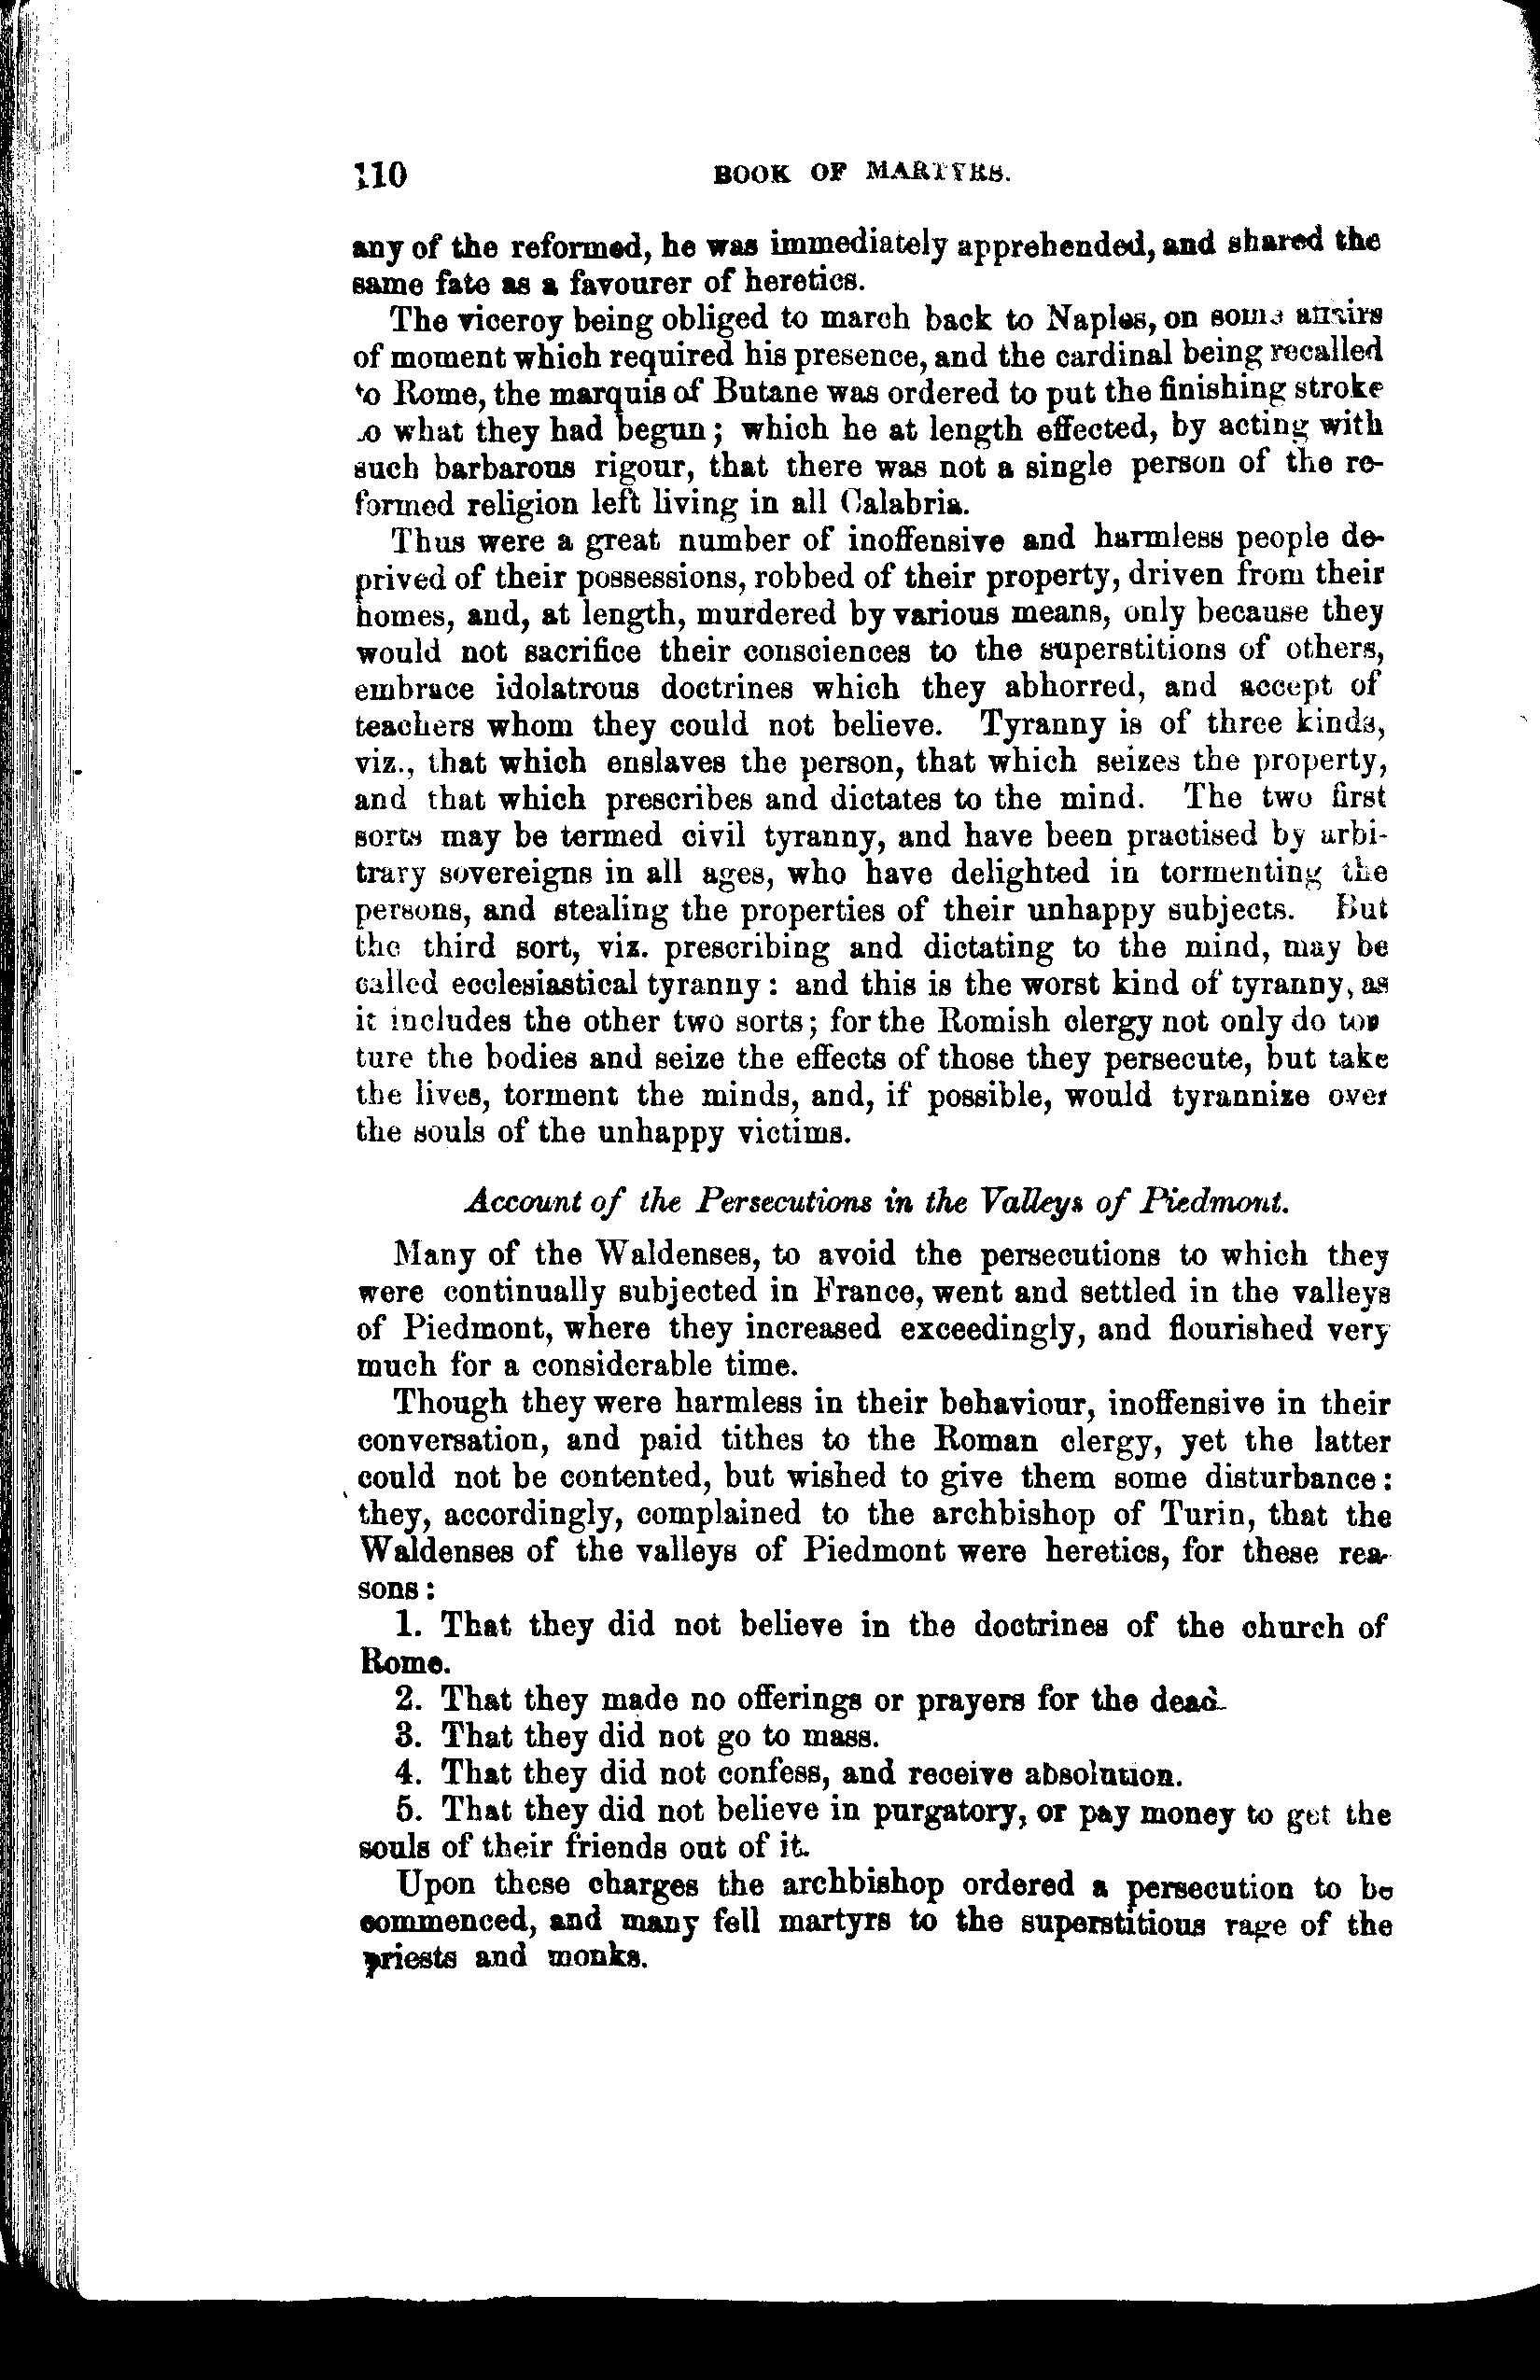 110 BOOK OF MARTYRS.
any of the reformed, he was immediately apprehended, and shared the
same fate as a favourer of heretics.
The viceroy being obliged to march back to Naples, on some affairs
of moment which required his presence, and the cardinal being recalled
to Rome, the marquis of Butane was ordered to put the finishing stroke
to what they had begun; which he at length effected, by acting with
such barbarous rigour, that there was not a single person of the re-
formed religion left living in all Calabria.
Thus were a great number of inoffensive and harmless people de-
prived of their possessions, robbed of their property, driven from their
homes, and, at length, murdered by various means, only because they
would not sacrifice their consciences to the superstitions of others,
embrace idolatrous doctrines which they abhorred, and accept of
teachers whom they could not believe. Tyranny is of three kinds,
viz., that which enslaves the person, that which seizes the property,
and that which prescribes and dictates to the mind. The two first
sorts may be termed civil tyranny, and have been practised by arbi-
trary sovereigns in all ages, who have delighted in tormenting the
persons, and stealing the properties of their unhappy subjects. But
the third sort, viz. prescribing and dictating to the mind, may be
called ecclesiastical tyranny: and this is the worst kind of tyranny, as
it includes the other two sorts; for the Romish clergy not only do tor
ture the bodies and seize the effects of those they persecute, but take
the lives, torment the minds, and, if possible, would tyrannize over
the souls of the unhappy victims.
Account of the Persecutions in the Valleys of Piedmont.
Many of the Waldenses, to avoid the persecutions to which they
were continually subjected in France, went and settled in the valleys
of Piedmont, where they increased exceedingly, and flourished very
much for a considerable time.
Though they were harmless in their behaviour, inoffensive in their
conversation, and paid tithes to the Roman clergy, yet the latter
could not be contented, but wished to give them some disturbance:
they, accordingly, complained to the archbishop of Turin, that the
Waldenses of the valleys of Piedmont were heretics, for these rea-
sons:
1. That they did not believe in the doctrines of the church of
Rome.
2. That they made no offerings or prayers for the dead.
3. That they did not go to mass.
4. That they did not confess, and receive absolution.
5. That they did not believe in purgatory, or pay money to get the
souls of their friends out of it.
Upon these charges the archbishop ordered a persecution to be
commenced, and many fell martyrs to the superstitious rage of the
priests and monks.